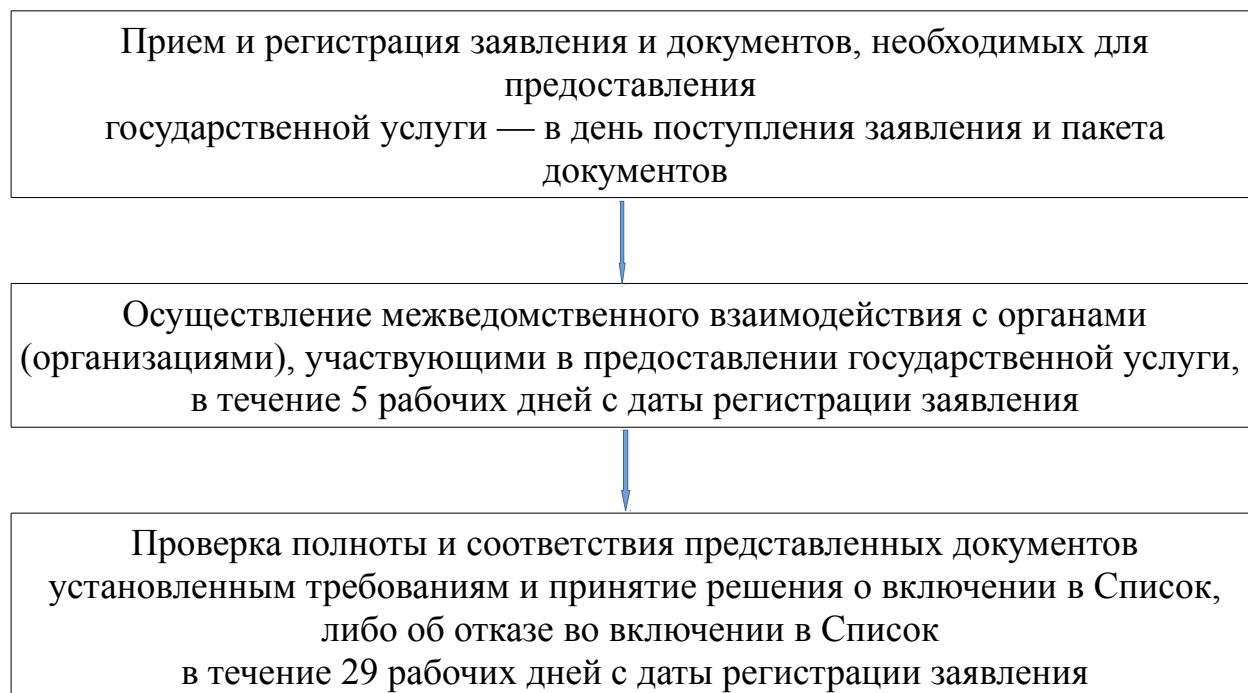 Прием и регистрация заявления и документов, необходимых для
предоставления
государственной услуги — в день поступления заявления и пакета
документов
Осуществление межведомственного взаимодействия с органами
(организациями), участвующими в предоставлении государственной услуги,
в течение 5 рабочих дней с даты регистрации заявления
Проверка полноты и соответствия представленных документов
установленным требованиям и принятие решения о включении в Список,
либо об отказе во включении в Список
в течение 29 рабочих дней с даты регистрации заявления